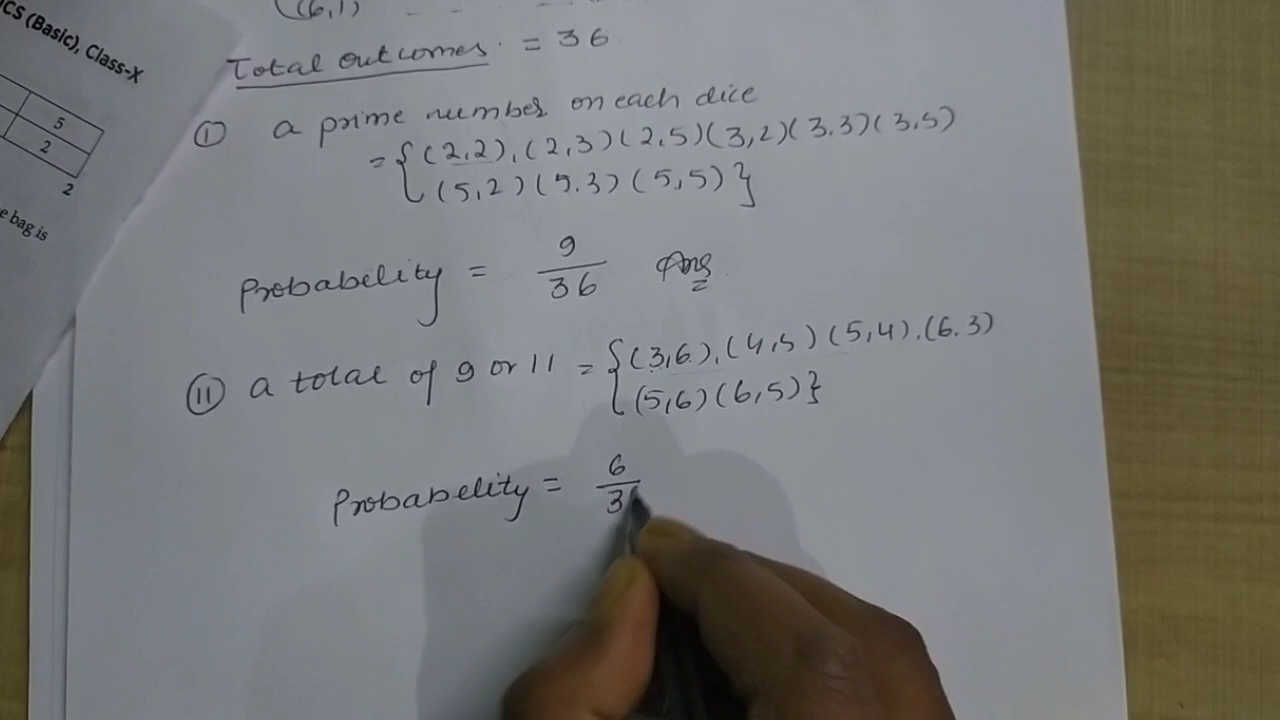 CS (Basic), Class-X
5
2
2
e bag is
(6,1) - - -
Total outcomes = 36
(I) a prime number on each dice
= { (2,2), (2,3) (2,5) (3,2) (3.3) (3,5)
(5,2) (5.3) (5,5) }
Probabelity = 9/36 Ans
(II) a total of 9 or 11 = { (3,6), (4,5) (5,4), (6.3)
(5,6) (6,5) }
Probabelity = 6/3